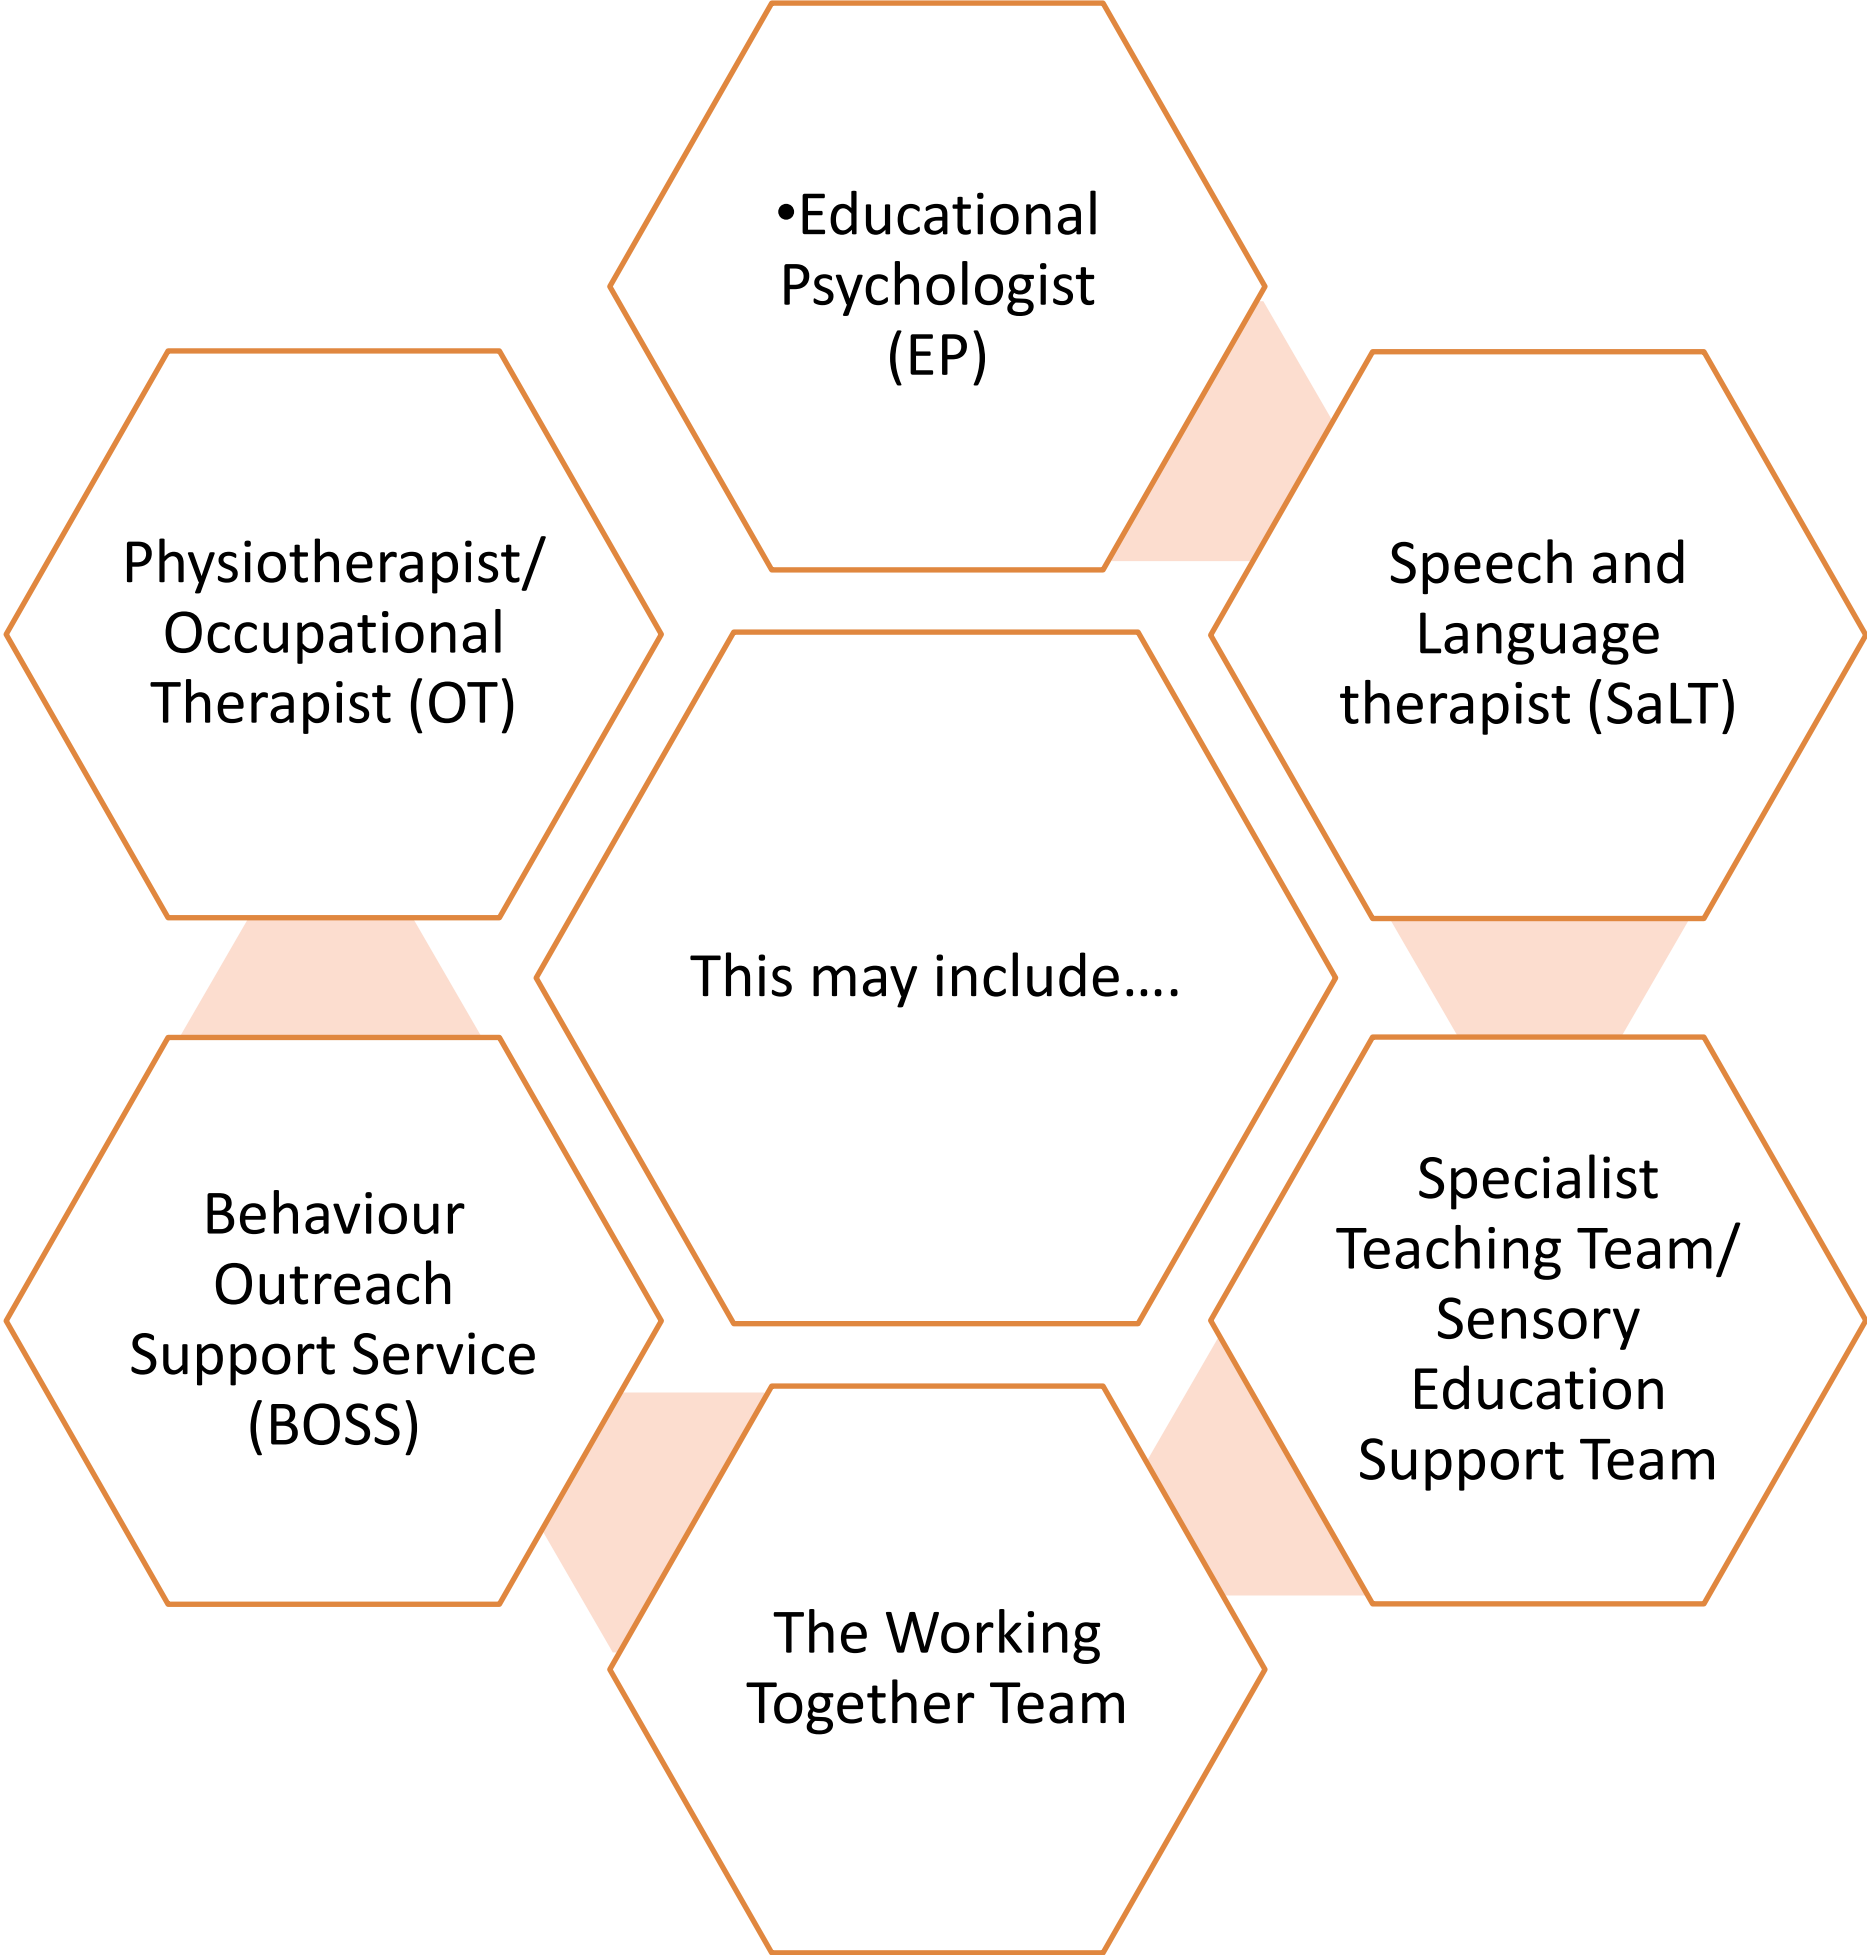 •Educational
Psychologist
(EP)
Physiotherapist/
Occupational
Therapist (OT)
Speech and
Language
therapist (SaLT)
This may include....
Behaviour
Outreach
Support Service
(BOSS)
Specialist
Teaching Team/
Sensory
Education
Support Team
The Working
Together Team